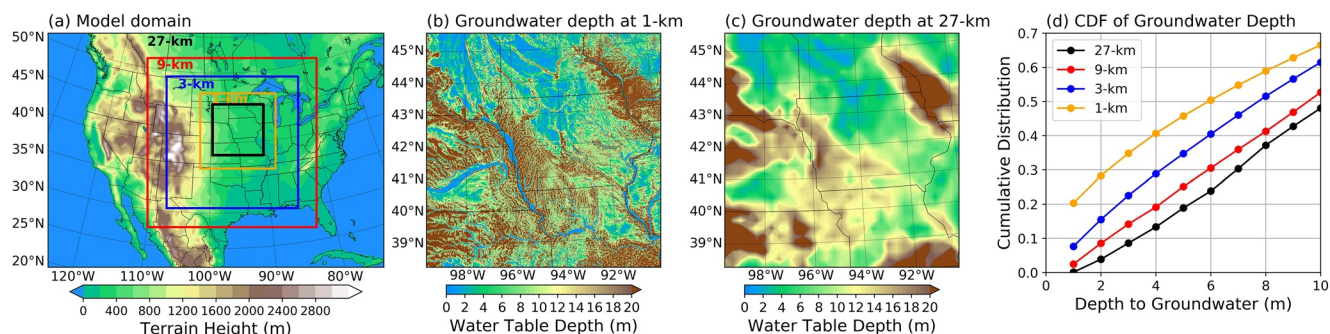 (a) Model domain
50°N
45°N
40°N
35°N
30°N
25°N
20°N
27-km
9-km
3-km
120°W 110°W 100°W 90°W 80°W
0 400 800 1200 1600 2000 2400 2800
Terrain Height (m)
(b) Groundwater depth at 1-km
45°N
44°N
43°N
42°N
41°N
40°N
39°N
98°W 96°W 94°W 92°W
0 2 4 6 8 10 12 14 16 18 20
Water Table Depth (m)
(c) Groundwater depth at 27-km
45°N
44°N
43°N
42°N
41°N
40°N
39°N
98°W 96°W 94°W 92°W
0 2 4 6 8 10 12 14 16 18 20
Water Table Depth (m)
(d) CDF of Groundwater Depth
Cumulative Distribution
0.7
0.6
0.5
0.4
0.3
0.2
0.1
0.0
27-km
9-km
3-km
1-km
0 2 4 6 8 10
Depth to Groundwater (m)